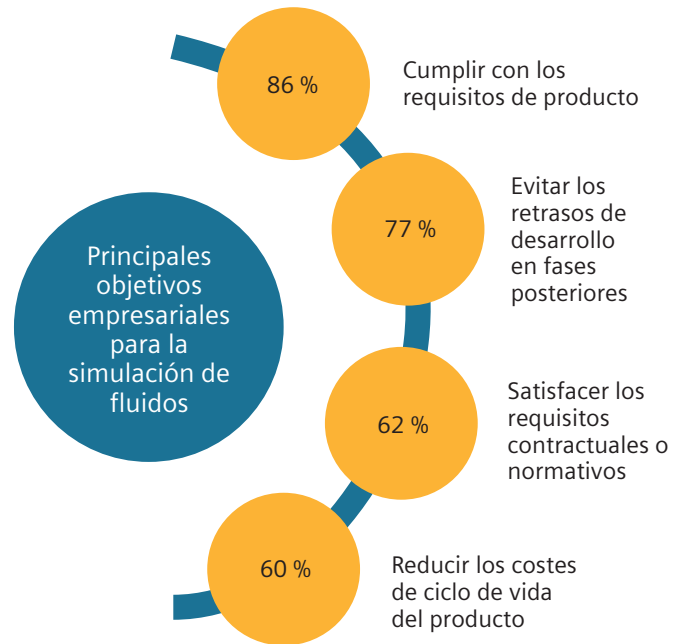 86 %
Cumplir con los
requisitos de producto
77 %
Evitar los
retrasos de
desarrollo
en fases
posteriores
Principales
objetivos
empresariales
para la
simulación de
fluidos
62 %
Satisfacer los
requisitos
contractuales o
normativos
60 %
Reducir los costes
de ciclo de vida
del producto